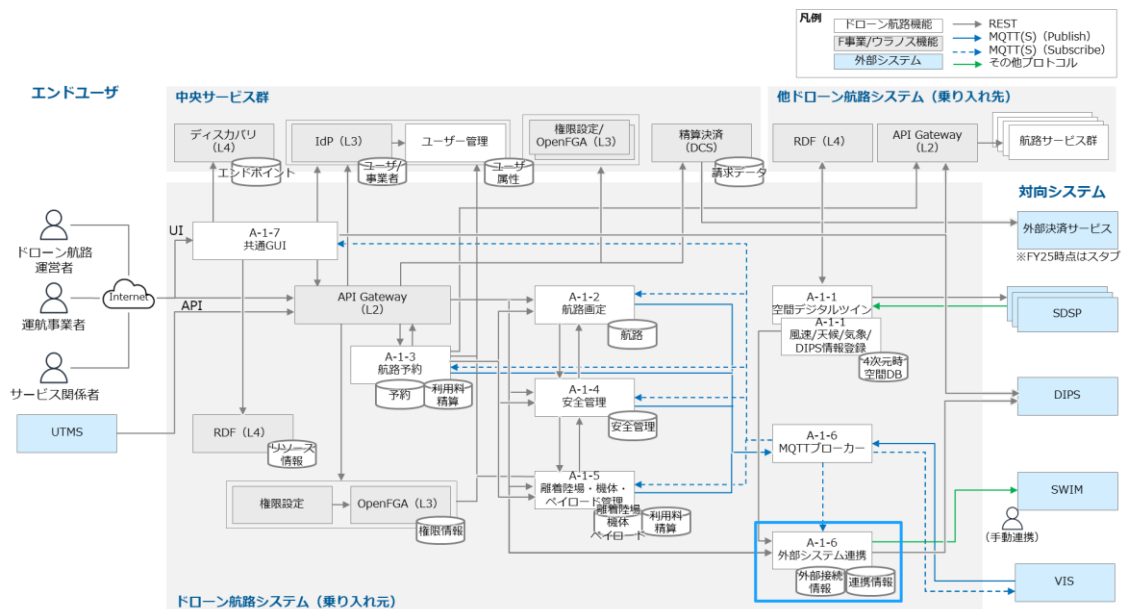 凡例
ドローン航路機能
F事業/ウラノス機能
外部システム
REST
MQTT(S)（Publish）
MQTT(S)（Subscribe）
その他プロトコル
エンドユーザ
中央サービス群
他ドローン航路システム（乗り入れ先）
ディスカバリ
(L4)
エンドポイント
IdP（L3）
ユーザ/
事業者
ユーザー管理
ユーザ
属性
権限設定/
OpenFGA（L3）
精算決済
(DCS)
請求データ
RDF（L4）
API Gateway
(L2)
航路サービス群
対向システム
ドローン航路
運営者
運航事業者
サービス関係者
UTMS
Internet
UI
API
A-1-7
共通GUI
API Gateway
（L2）
A-1-3
航路予約
予約
利用料
精算
RDF（L4）
リソース
情報
権限設定
OpenFGA（L3）
権限情報
A-1-2
航路画定
航路
A-1-4
安全管理
安全管理
A-1-5
離着陸場・機体・
ペイロード管理
離着陸場
機体
ペイロード
利用料
精算
A-1-1
空間デジタルツイン
A-1-1
風速/天候/気象/
DIPS情報登録
4次元時
空間DB
A-1-6
MQTTブローカー
A-1-6
外部システム連携
外部接続
情報
連携情報
外部決済サービス
※FY25時点はスタブ
SDSP
DIPS
SWIM
（手動連携）
VIS
ドローン航路システム（乗り入れ元）